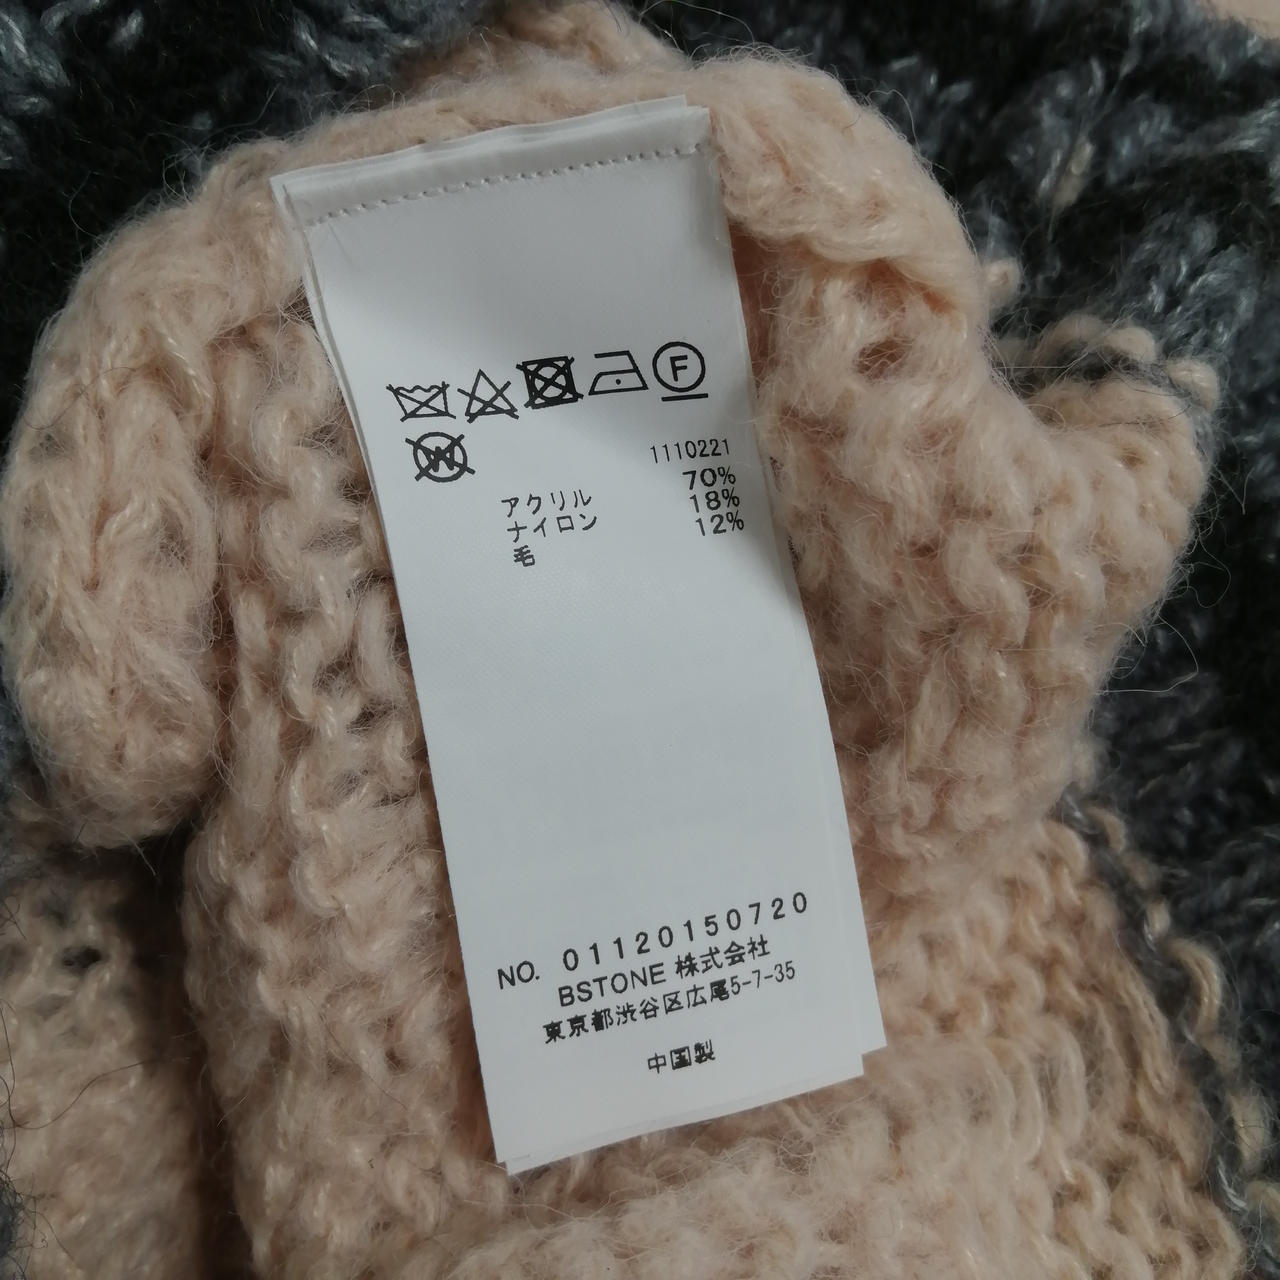 F
W
1110221
アクリル 70%
ナイロン 18%
毛 12%
NO. 01120150720
BSTONE 株式会社
東京都渋谷区広尾5-7-35
中国製